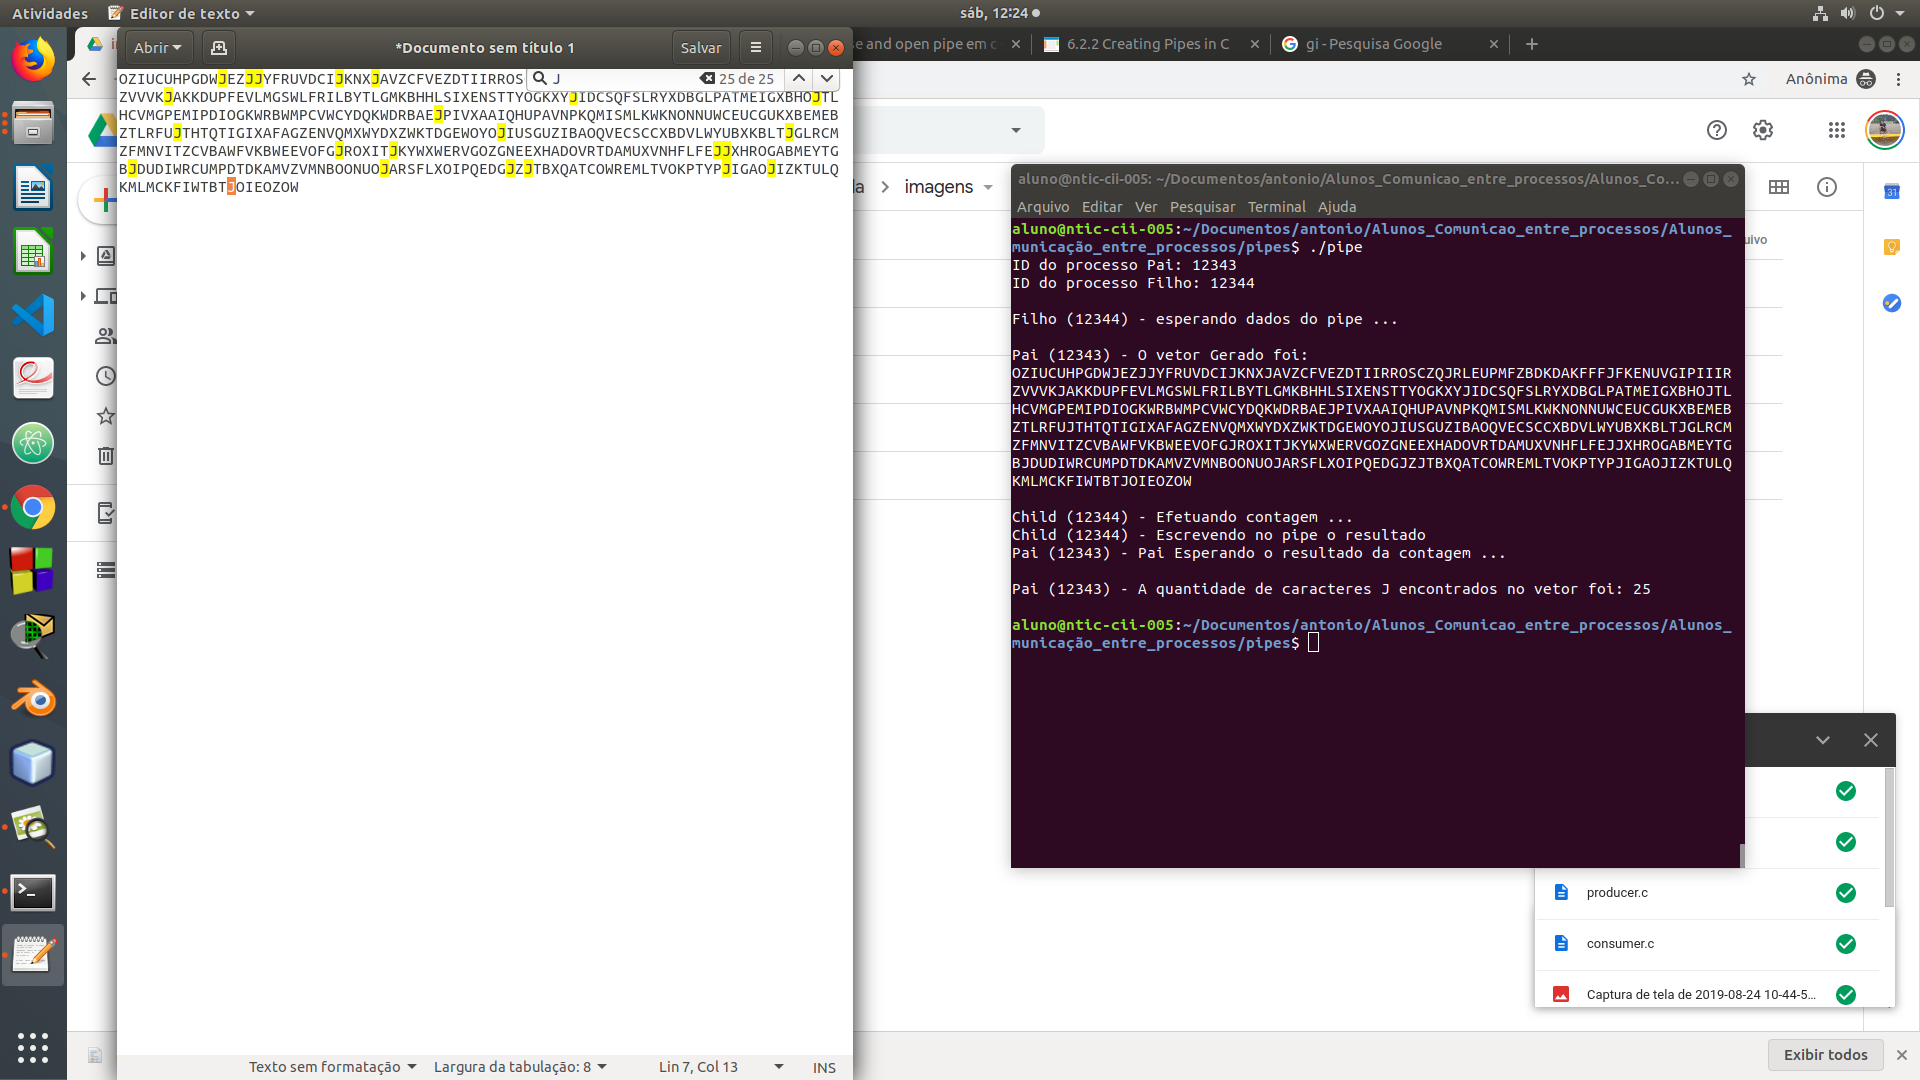 Atividades
Editor de texto
sáb, 12:24
Abrir
*Documento sem título 1
Salvar
se and open pipe em c
6.2.2 Creating Pipes in C
gi - Pesquisa Google
Anônima
J
25 de 25
OZIUCUHPGDWJEZJJYFRUVDCIJKNXJAVZCFVEZDTIIRROS
ZVVVKJAKKDUPFEVLMGSWLFRILBYTLGMKBHHLSIXENSTTYOGKXYJIDCSQFSLRYXDBGLPATMEIGXBHOJTL
HCVMGPEMIPDIOGKWRBWMPCVWCYDQKWDRBAEJPIVXAAIQHUPAVNPKQMISMLKWKNONNUWCEUCGUKXBEMEB
ZTLRFUJTHTQTIGIXAFAGZENVQMXWYDXZWKTDGEWOYOJIUSGUZIBAOQVECSCCXBDVLWYUBXKBLTJGLRCM
ZFMNVITZCVBAWFVKBWEEVOFGJROXITJKYWXWERVGOZGNEEXHADOVRTDAMUXVNHFLFEJJXHROGABMEYTG
BJDUDIWRCUMPDTDKAMVZVMNBOONUOJARSFLXOIPQEDGJZJTBXQATCOWREMLTVOKPTYPJIGAOJIZKTULQ
KMLMCKFIWTBTJOIEOZOW
Texto sem formatação
Largura da tabulação: 8
Lin 7, Col 13
INS
imagens
aluno@ntic-cii-005: ~/Documentos/antonio/Alunos_Comunicao_entre_processos/Alunos_Co...
Arquivo Editar Ver Pesquisar Terminal Ajuda
aluno@ntic-cii-005:~/Documentos/antonio/Alunos_Comunicao_entre_processos/Alunos_
municação_entre_processos/pipes$ ./pipe
ID do processo Pai: 12343
ID do processo Filho: 12344
Filho (12344) - esperando dados do pipe ...
Pai (12343) - O vetor Gerado foi:
OZIUCUHPGDWJEZJJYFRUVDCIJKNXJAVZCFVEZDTIIRROSCZQJRLEUPMFZBDKDAKFFFJFKENUVGIPIIIR
ZVVVKJAKKDUPFEVLMGSWLFRILBYTLGMKBHHLSIXENSTTYOGKXYJIDCSQFSLRYXDBGLPATMEIGXBHOJTL
HCVMGPEMIPDIOGKWRBWMPCVWCYDQKWDRBAEJPIVXAAIQHUPAVNPKQMISMLKWKNONNUWCEUCGUKXBEMEB
ZTLRFUJTHTQTIGIXAFAGZENVQMXWYDXZWKTDGEWOYOJIUSGUZIBAOQVECSCCXBDVLWYUBXKBLTJGLRCM
ZFMNVITZCVBAWFVKBWEEVOFGJROXITJKYWXWERVGOZGNEEXHADOVRTDAMUXVNHFLFEJJXHROGABMEYTG
BJDUDIWRCUMPDTDKAMVZVMNBOONUOJARSFLXOIPQEDGJZJTBXQATCOWREMLTVOKPTYPJIGAOJIZKTULQ
KMLMCKFIWTBTJOIEOZOW
Child (12344) - Efetuando contagem ...
Child (12344) - Escrevendo no pipe o resultado
Pai (12343) - Pai Esperando o resultado da contagem ...
Pai (12343) - A quantidade de caracteres J encontrados no vetor foi: 25
aluno@ntic-cii-005:~/Documentos/antonio/Alunos_Comunicao_entre_processos/Alunos_
municação_entre_processos/pipes$
producer.c
consumer.c
Captura de tela de 2019-08-24 10-44-5...
Exibir todos